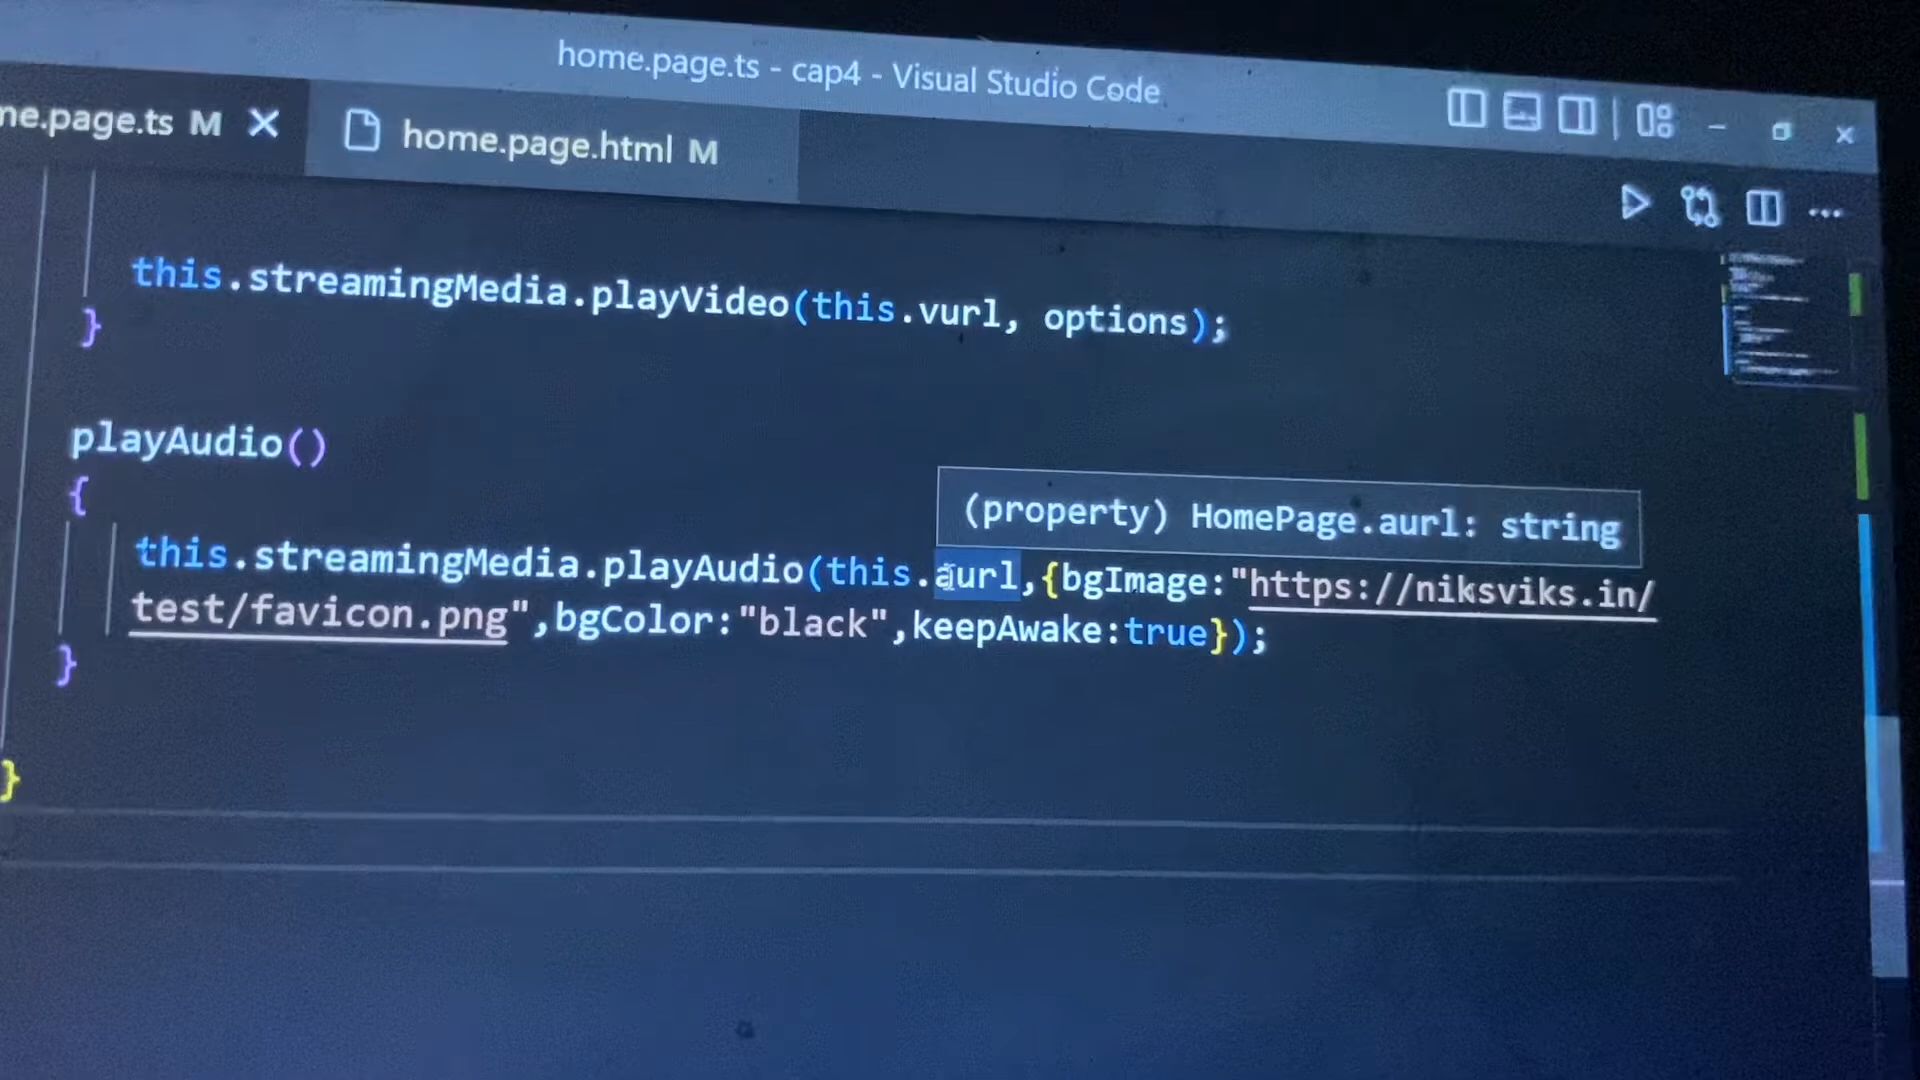 home.page.ts - cap4 - Visual Studio Code
me.page.ts M
home.page.html M
this.streamingMedia.playVideo(this.vurl, options);
}
playAudio()
{
(property) HomePage.aurl: string
this.streamingMedia.playAudio(this.aurl,{bgImage:"https://niksviks.in/
test/favicon.png",bgColor:"black",keepAwake:true});
}
}